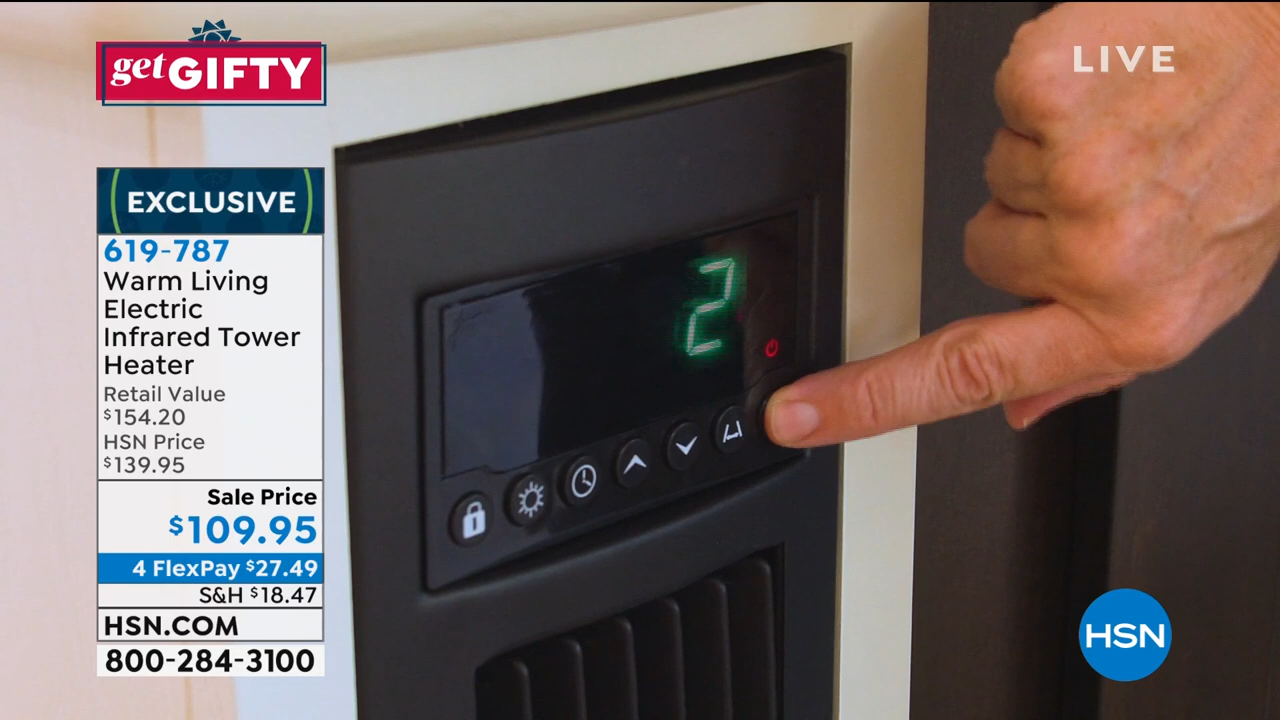 getGIFTY
LIVE
EXCLUSIVE
619-787
Warm Living
Electric
Infrared Tower
Heater
Retail Value
$154.20
HSN Price
$139.95
Sale Price
$109.95
4 FlexPay $27.49
S&H $18.47
HSN.COM
800-284-3100
2
HSN